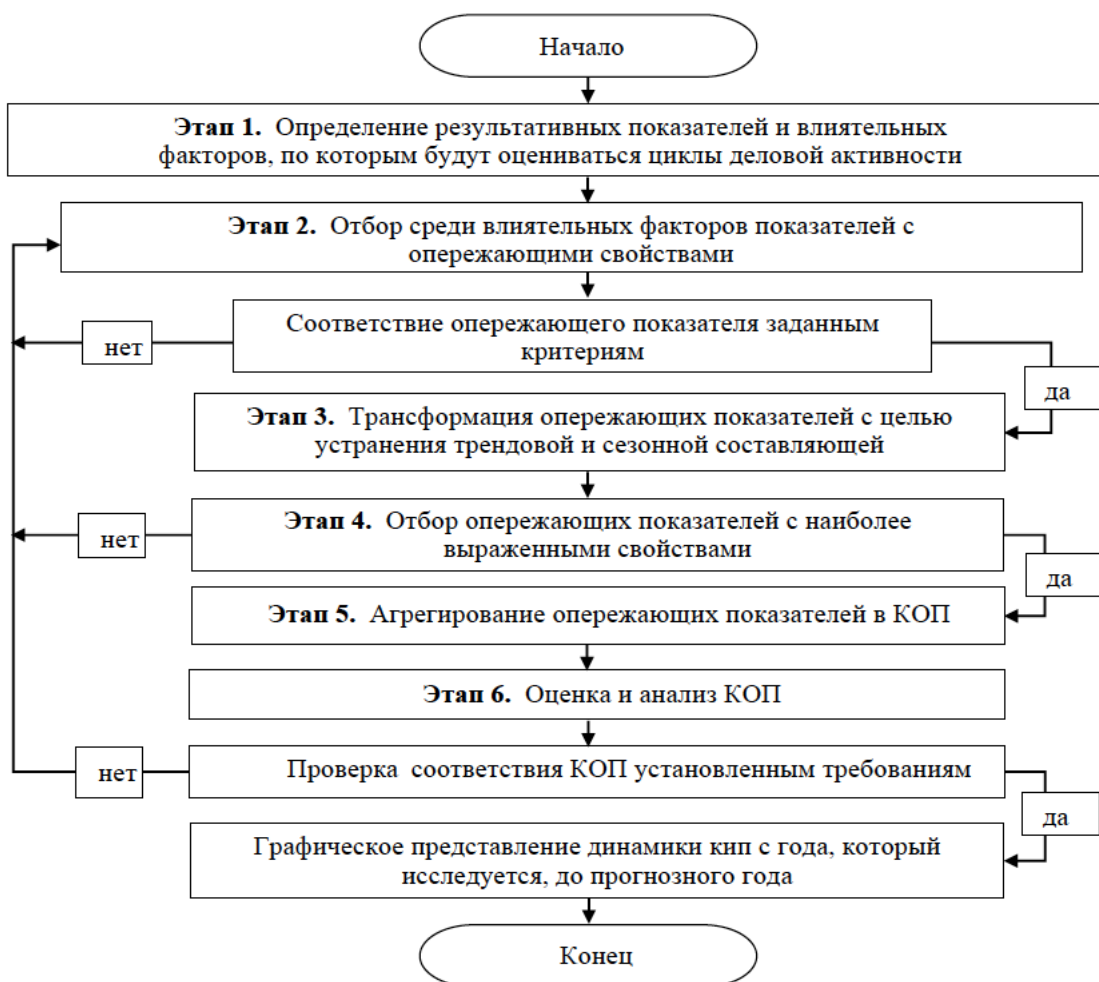 Начало
Этап 1. Определение результативных показателей и влиятельных
факторов, по которым будут оцениваться циклы деловой активности
Этап 2. Отбор среди влиятельных факторов показателей с
опережающими свойствами
Соответствие опережающего показателя заданным
критериям
нет
да
Этап 3. Трансформация опережающих показателей с целью
устранения трендовой и сезонной составляющей
Этап 4. Отбор опережающих показателей с наиболее
выраженными свойствами
нет
да
Этап 5. Агрегирование опережающих показателей в КОП
Этап 6. Оценка и анализ КОП
Проверка соответствия КОП установленным требованиям
нет
да
Графическое представление динамики кип с года, который
исследуется, до прогнозного года
Конец